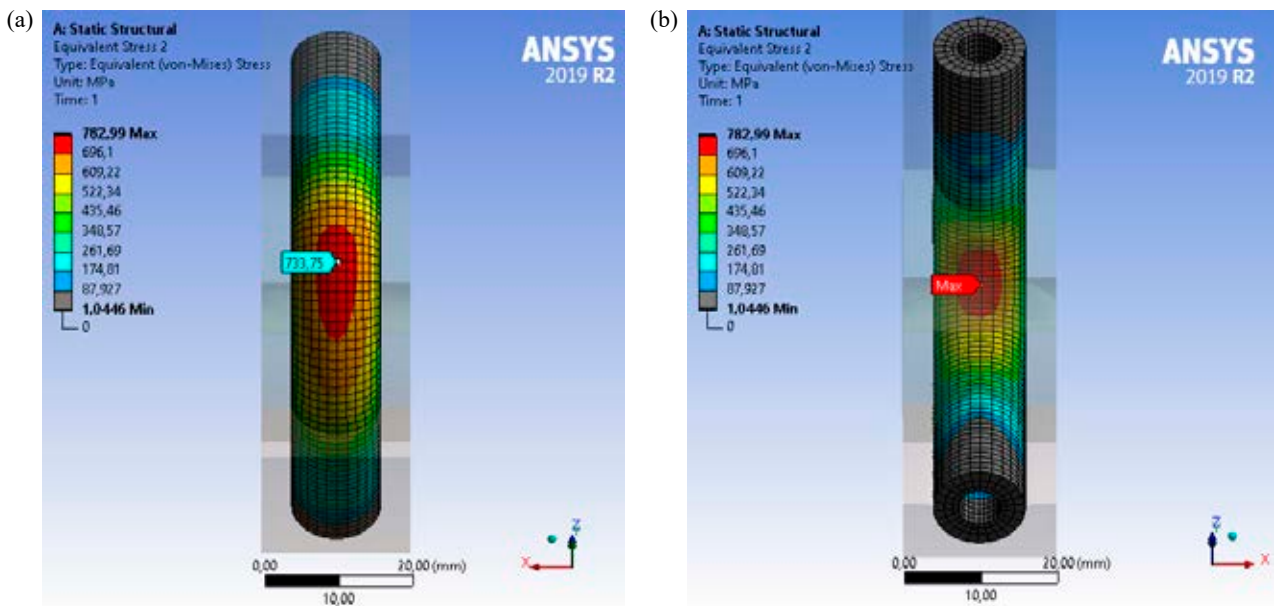 (a)
A: Static Structural
Equivalent Stress 2
Type: Equivalent (von-Mises) Stress
Unit: MPa
Time: 1
782,99 Max
696,1
609,22
522,34
435,46
348,57
261,69
174,81
87,927
1,0446 Min
0
ANSYS
2019 R2
733,75
Z
X
0,00
20,00 (mm)
10,00
(b)
A: Static Structural
Equivalent Stress 2
Type: Equivalent (von-Mises) Stress
Unit: MPa
Time: 1
782,99 Max
696,1
609,22
522,34
435,46
348,57
261,69
174,81
87,927
1,0446 Min
0
ANSYS
2019 R2
Max
Z
X
0,00
20,00 (mm)
10,00